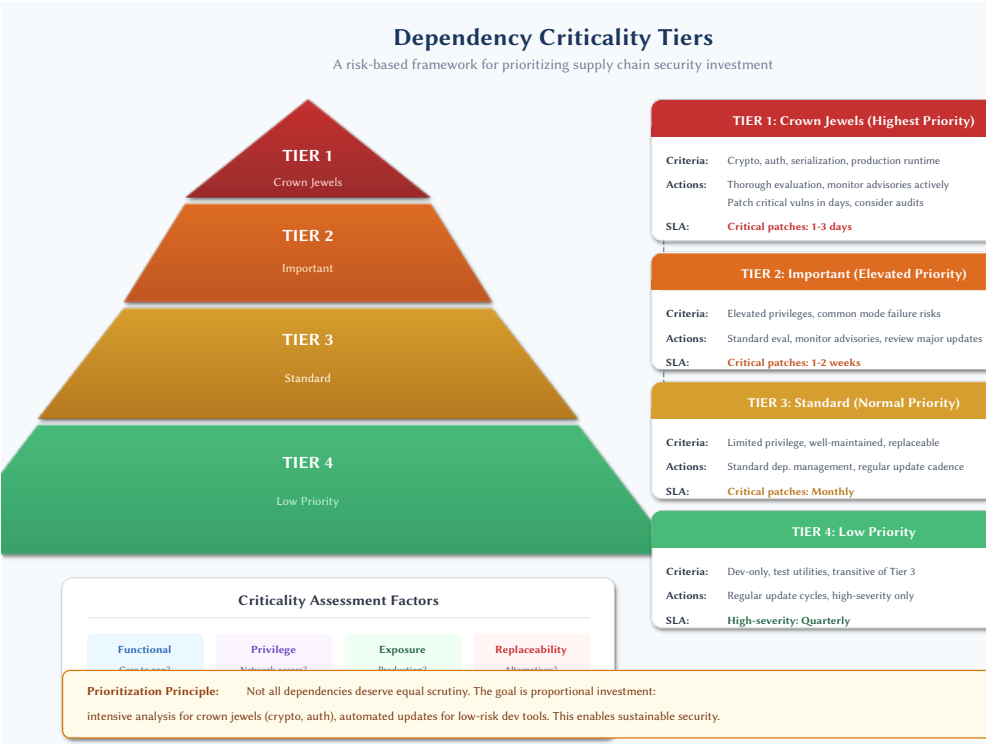 Dependency Criticality Tiers
A risk-based framework for prioritizing supply chain security investment
TIER 1
Crown Jewels
TIER 2
Important
TIER 3
Standard
TIER 4
Low Priority
TIER 1: Crown Jewels (Highest Priority)
Criteria: Crypto, auth, serialization, production runtime
Actions: Thorough evaluation, monitor advisories actively
Patch critical vulns in days, consider audits
SLA: Critical patches: 1-3 days
TIER 2: Important (Elevated Priority)
Criteria: Elevated privileges, common mode failure risks
Actions: Standard eval, monitor advisories, review major updates
SLA: Critical patches: 1-2 weeks
TIER 3: Standard (Normal Priority)
Criteria: Limited privilege, well-maintained, replaceable
Actions: Standard dep. management, regular update cadence
SLA: Critical patches: Monthly
TIER 4: Low Priority
Criteria: Dev-only, test utilities, transitive of Tier 3
Actions: Regular update cycles, high-severity only
SLA: High-severity: Quarterly
Criticality Assessment Factors
Functional Privilege Exposure Replaceability
Core to app? Network access? Production? Alternatives?
Prioritization Principle: Not all dependencies deserve equal scrutiny. The goal is proportional investment:
intensive analysis for crown jewels (crypto, auth), automated updates for low-risk dev tools. This enables sustainable security.